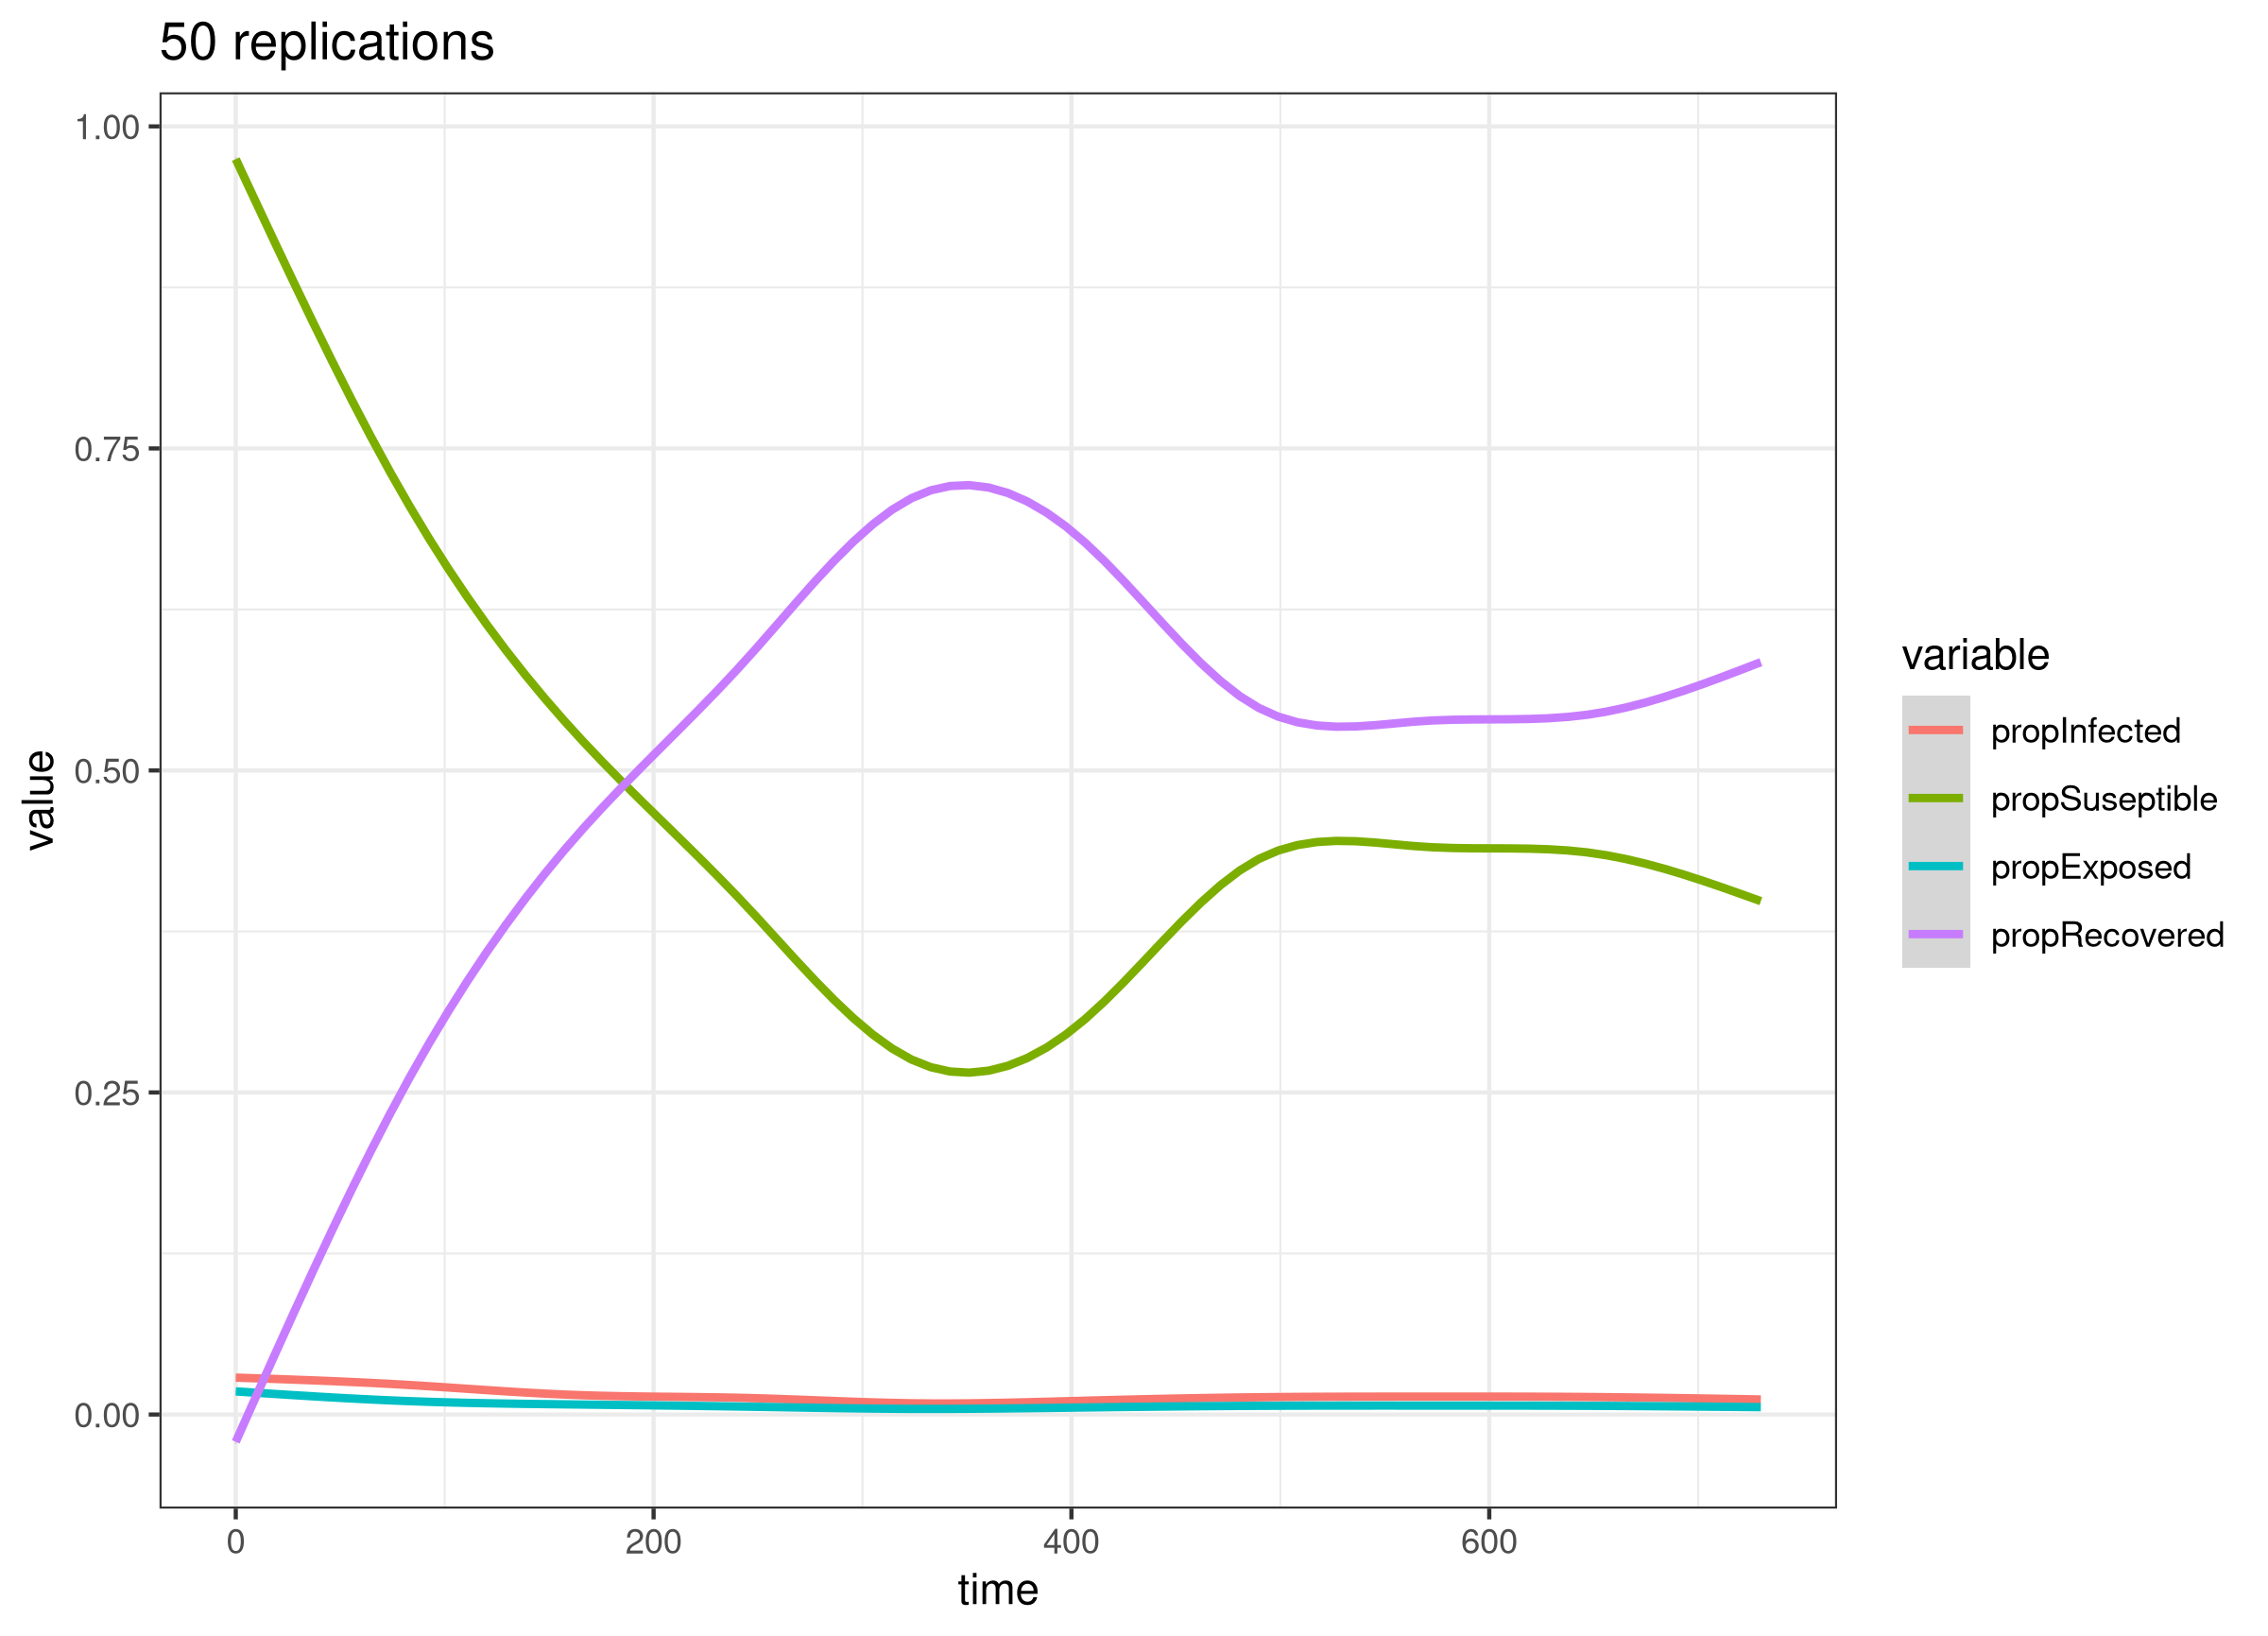 50 replications
1.00
0.75
0.50
0.25
0.00
value
0
200
400
600
time
variable
propInfected
propSuseptible
propExposed
propRecovered